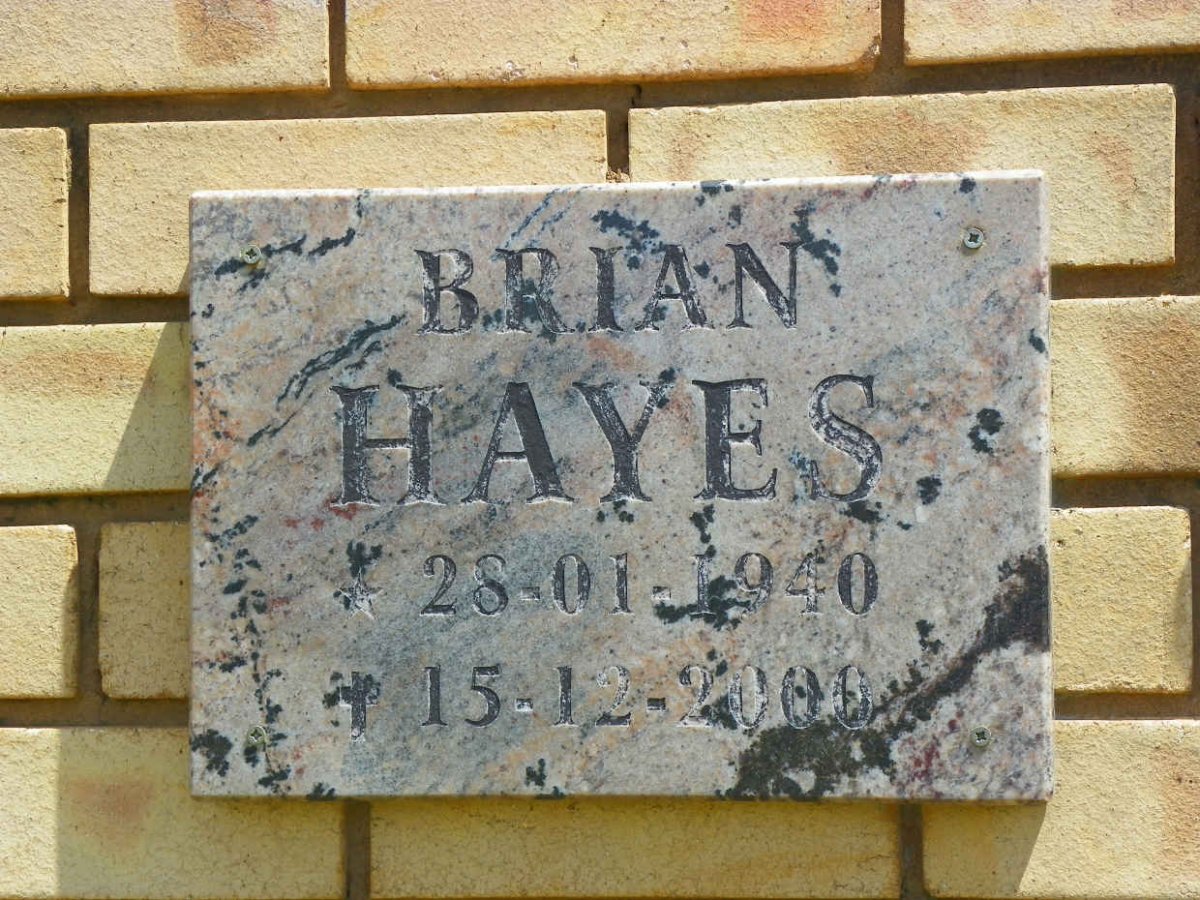 BRIAN
HAYES
★ 28-01-1940
✝ 15-12-2000